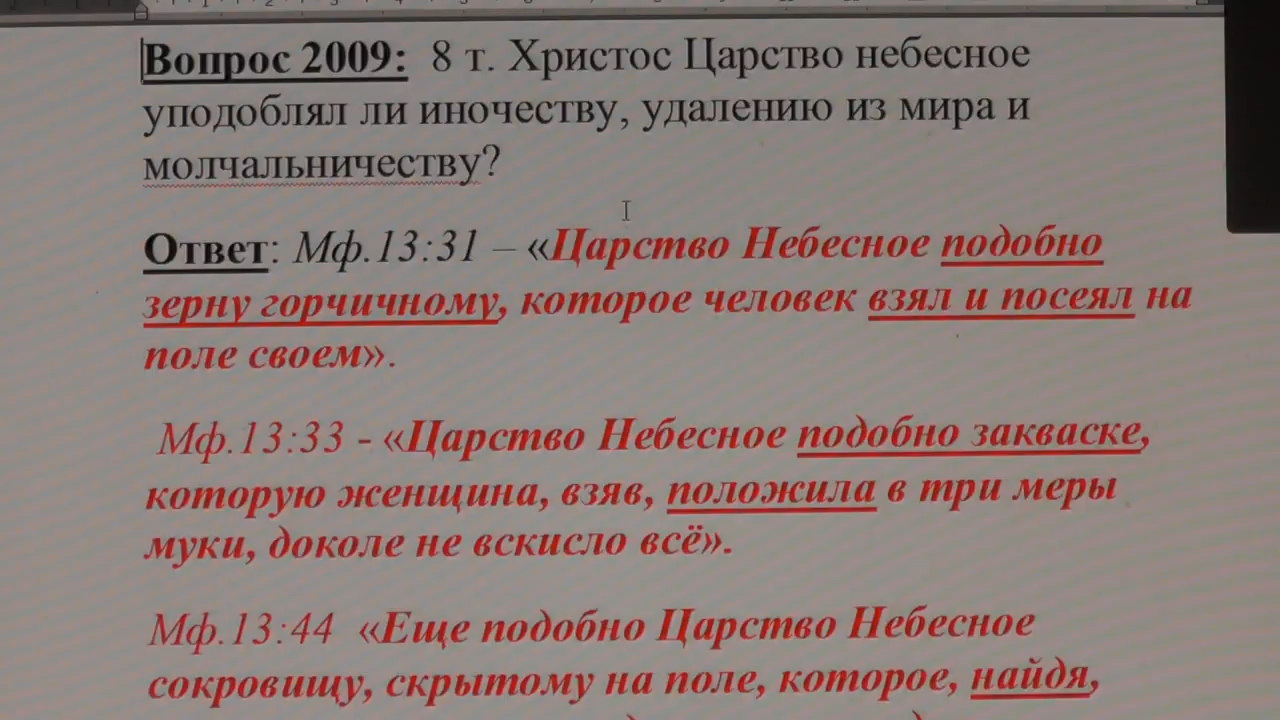 Вопрос 2009: 8 т. Христос Царство небесное
уподоблял ли иночеству, удалению из мира и
молчальничеству?
Ответ: Мф.13:31 – «Царство Небесное подобно
зерну горчичному, которое человек взял и посеял на
поле своем».
Мф.13:33 - «Царство Небесное подобно закваске,
которую женщина, взяв, положила в три меры
муки, доколе не вскисло всё».
Мф.13:44 «Еще подобно Царство Небесное
сокровищу, скрытому на поле, которое, найдя,